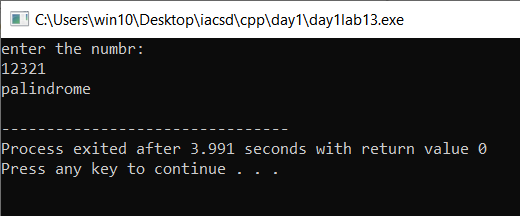 C:\Users\win10\Desktop\iacsd\cpp\day1\day1lab13.exe
enter the numbr:
12321
palindrome
--------------------------------
Process exited after 3.991 seconds with return value 0
Press any key to continue . . .